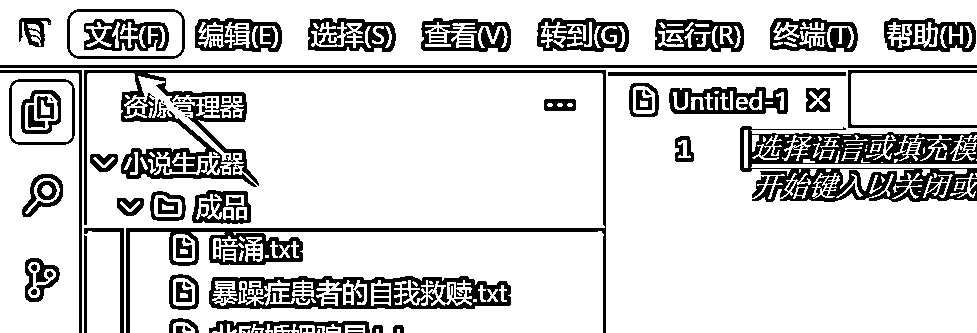 文件(F) 编辑(E) 选择(S) 查看(V) 转到(G) 运行(R) 终端(T) 帮助(H)
资源管理器
Untitled-1
小说生成器
1 选择语言或填充模
开始键入以关闭或
成品
暗涌.txt
暴躁症患者的自我救赎.txt